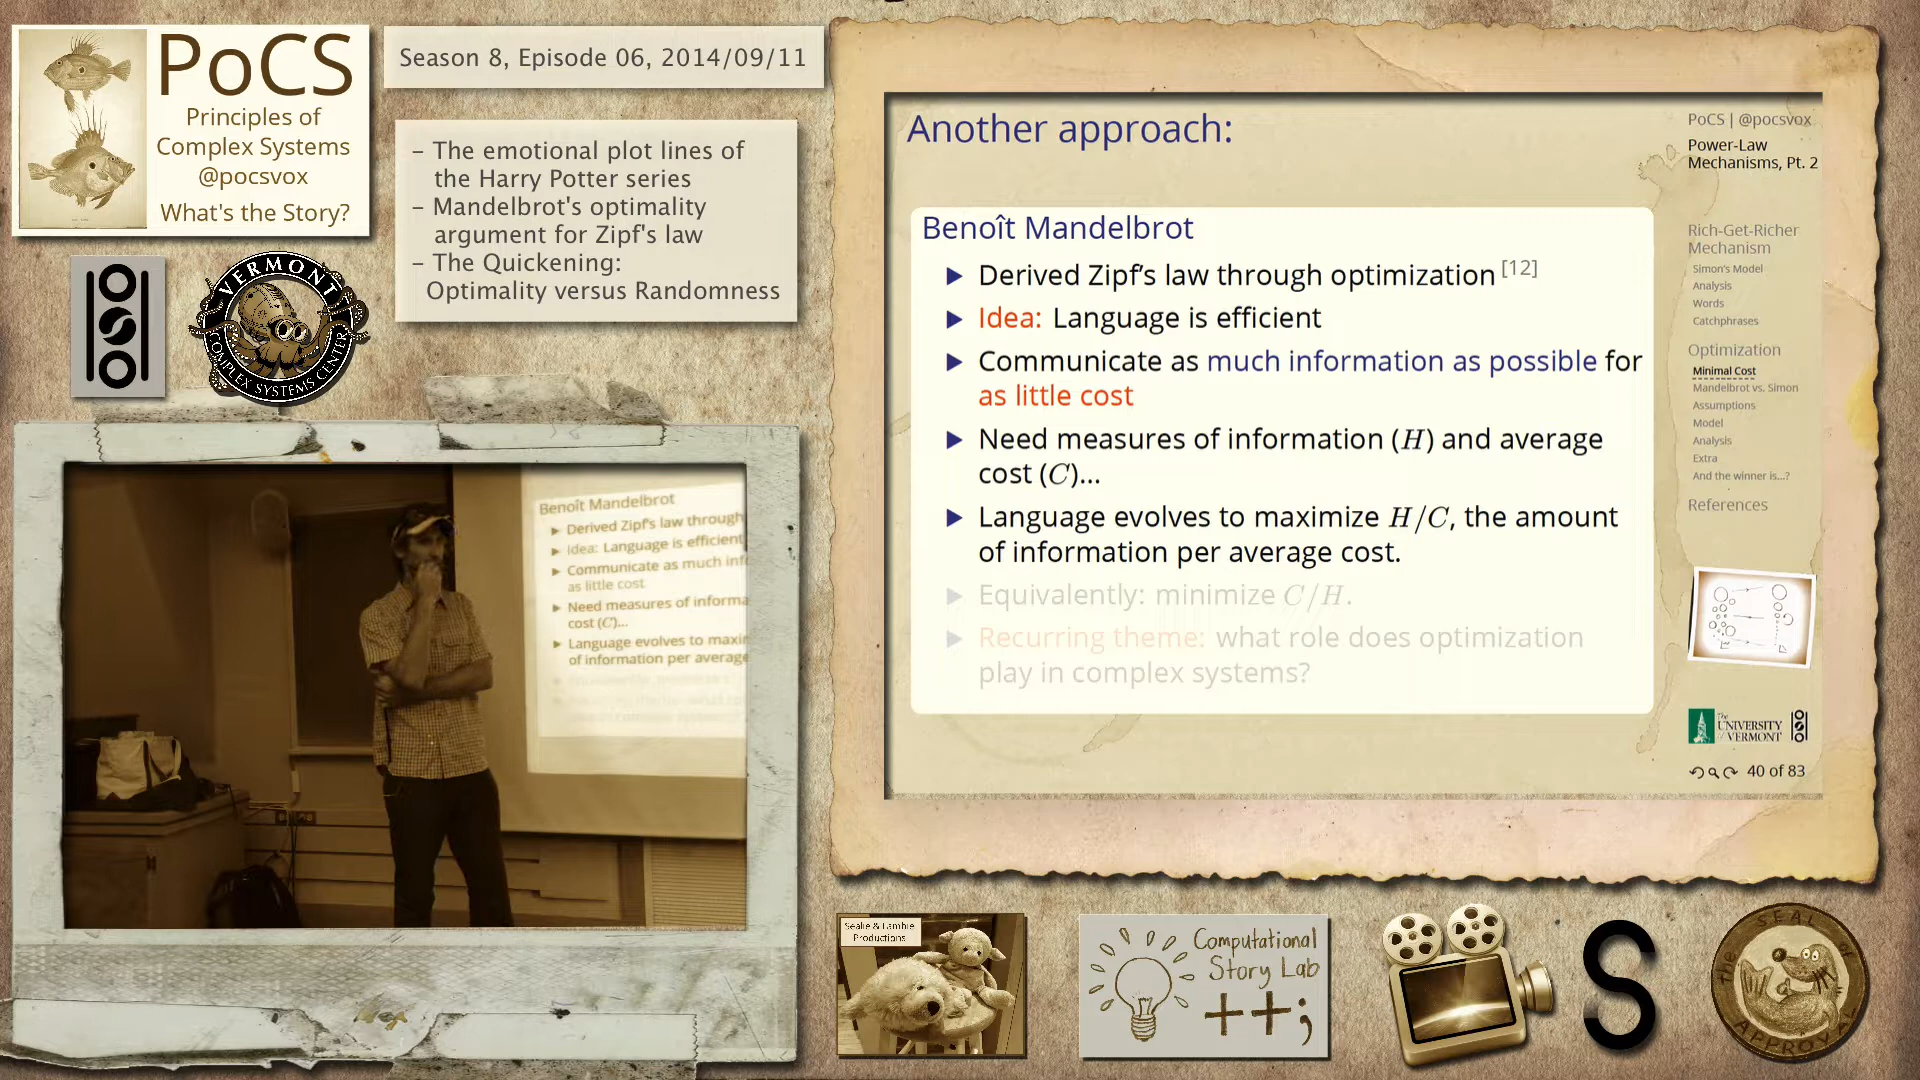 PoCS
Principles of
Complex Systems
@pocsvox
What's the Story?
Season 8, Episode 06, 2014/09/11
– The emotional plot lines of
the Harry Potter series
– Mandelbrot's optimality
argument for Zipf's law
– The Quickening:
Optimality versus Randomness
VERMONT
COMPLEX SYSTEMS CENTER
Benoît Mandelbrot
▶ Derived Zipf's law through
▶ Idea: Language is efficient
▶ Communicate as much inf
as little cost
▶ Need measures of informa
cost (C)...
▶ Language evolves to maxi
of information per average
Another approach:
Benoît Mandelbrot
▶ Derived Zipf's law through optimization [12]
▶ Idea: Language is efficient
▶ Communicate as much information as possible for
as little cost
▶ Need measures of information (H) and average
cost (C)...
▶ Language evolves to maximize H/C, the amount
of information per average cost.
▶ Equivalently: minimize C/H.
▶ Recurring theme: what role does optimization
play in complex systems?
PoCS | @pocsvox
Power-Law
Mechanisms, Pt. 2
Rich-Get-Richer
Mechanism
Simon's Model
Analysis
Words
Catchphrases
Optimization
Minimal Cost
Mandelbrot vs. Simon
Assumptions
Model
Analysis
Extra
And the winner is...?
References
The
UNIVERSITY
of VERMONT
40 of 83
Sealie & Lambie
Productions
Computational
Story Lab
++;
S
the SEAL OF
APPROVAL